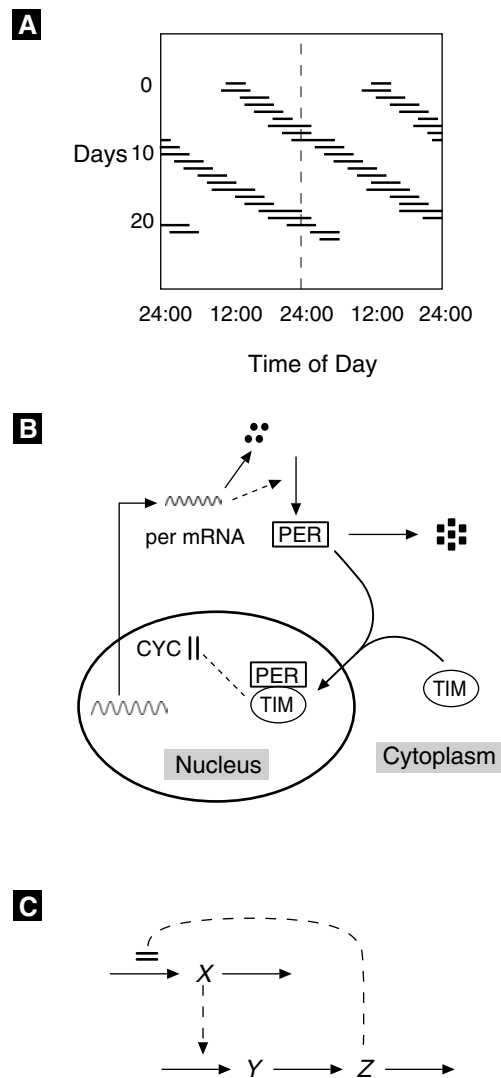 A
0
Days 10
20
24:00 12:00 24:00 12:00 24:00
Time of Day
B
per mRNA
PER
CYC
PER
TIM
TIM
Nucleus
Cytoplasm
C
X
Y Z